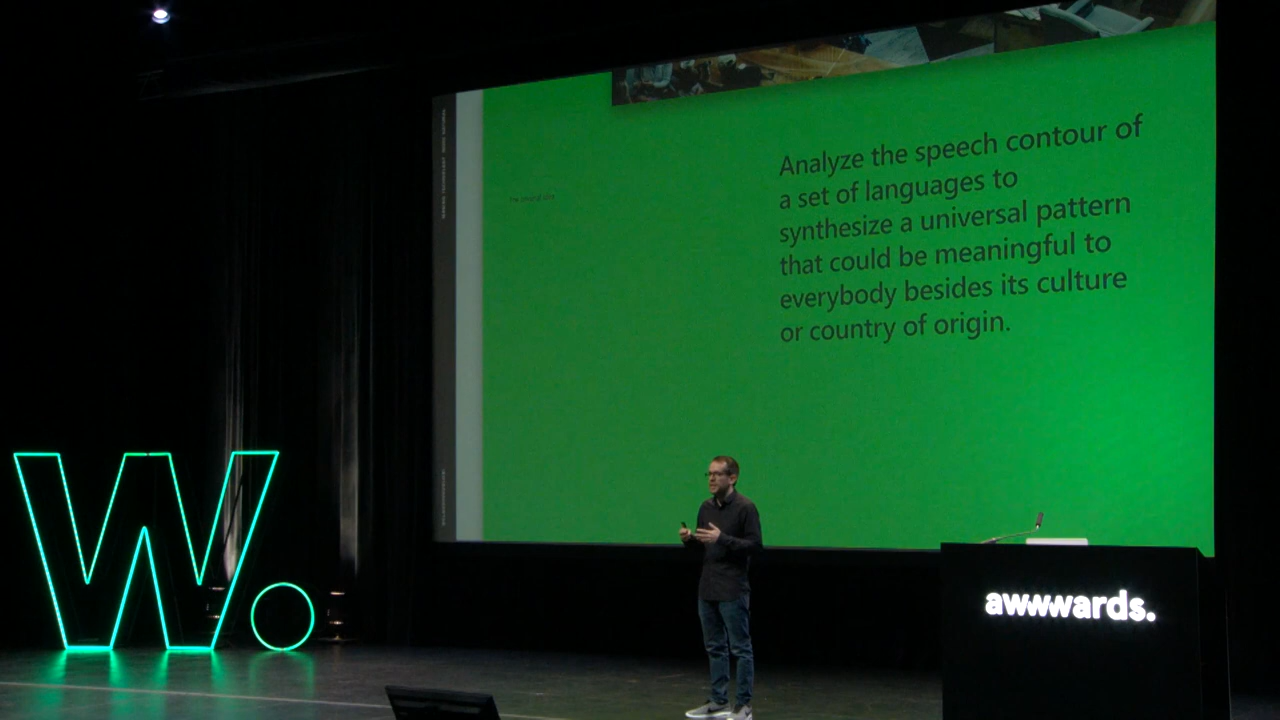 Analyze the speech contour of
a set of languages to
synthesize a universal pattern
that could be meaningful to
everybody besides its culture
or country of origin.
W.
awwwards.